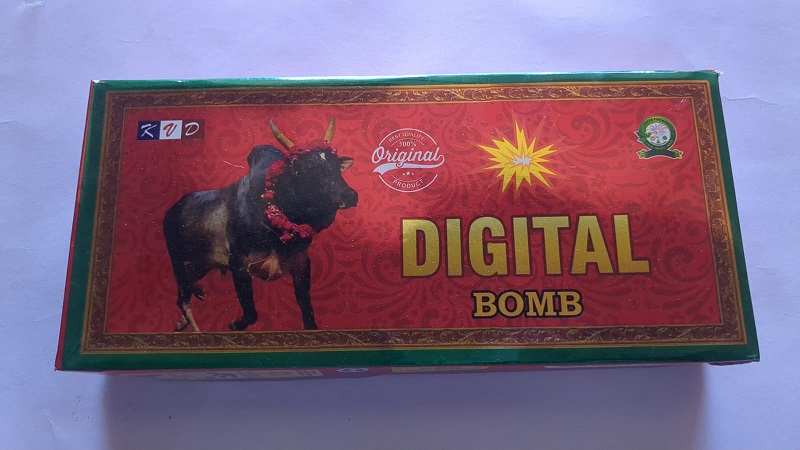 KVD
BEST QUALITY
100%
Original
PRODUCT
DIGITAL
BOMB